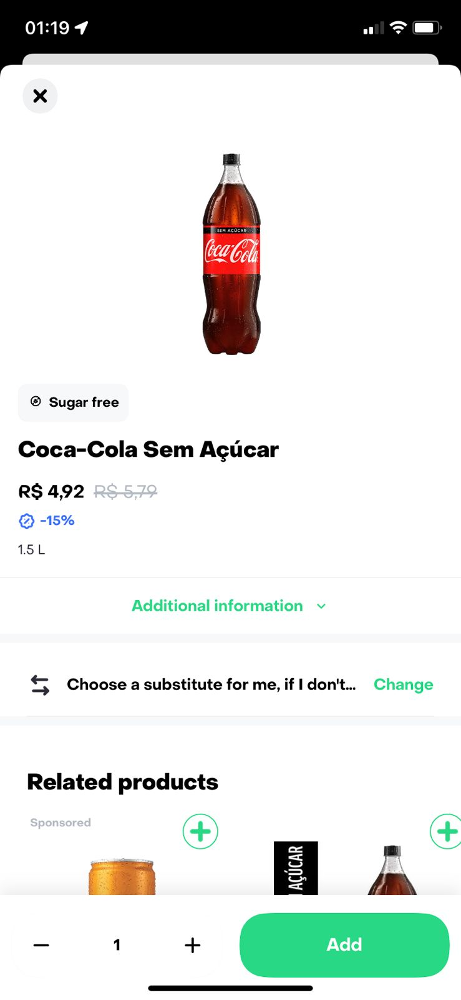 01:19
SEM AÇÚCAR
Coca-Cola
Sugar free
Coca-Cola Sem Açúcar
R$ 4,92 R$ 5,79
-15%
1.5 L
Additional information
Choose a substitute for me, if I don't... Change
Related products
Sponsored
AÇÚCAR
1
Add